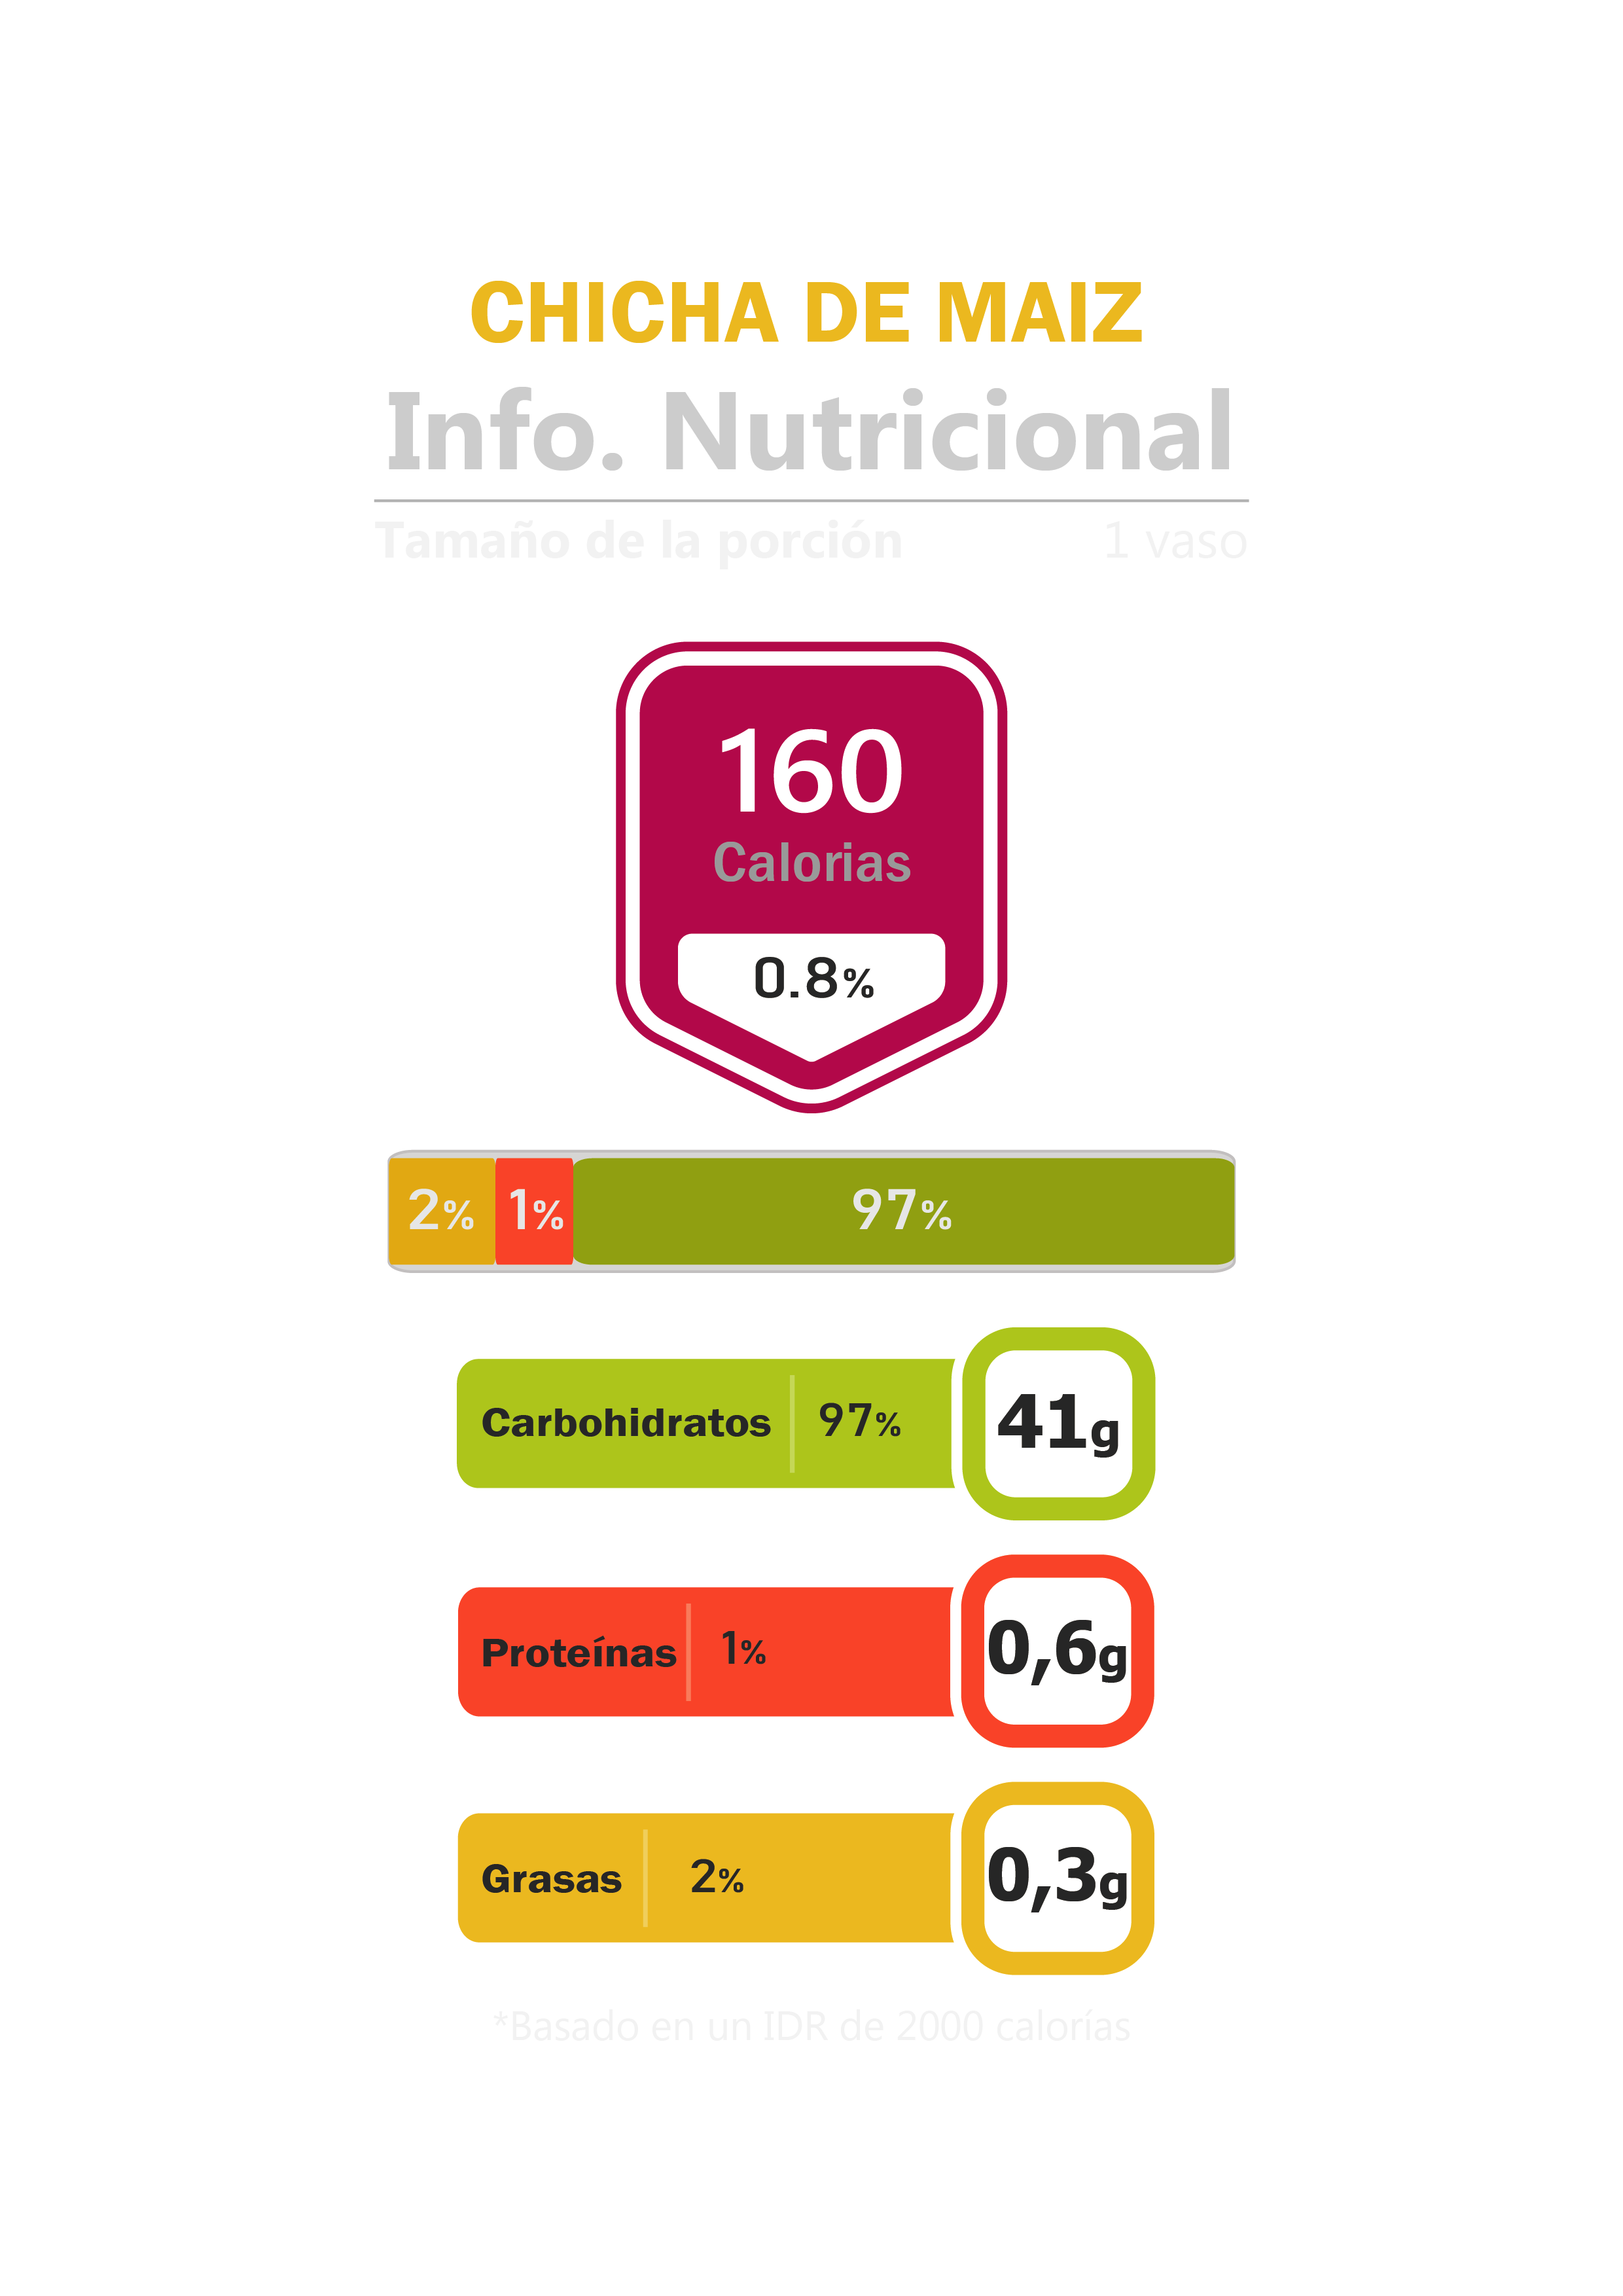 CHICHA DE MAIZ
Info. Nutricional
Tamaño de la porción 1 vaso
160
Calorias
0.8%
2% 1% 97%
Carbohidratos 97% 41g
Proteínas 1% 0,6g
Grasas 2% 0,3g
*Basado en un IDR de 2000 calorías